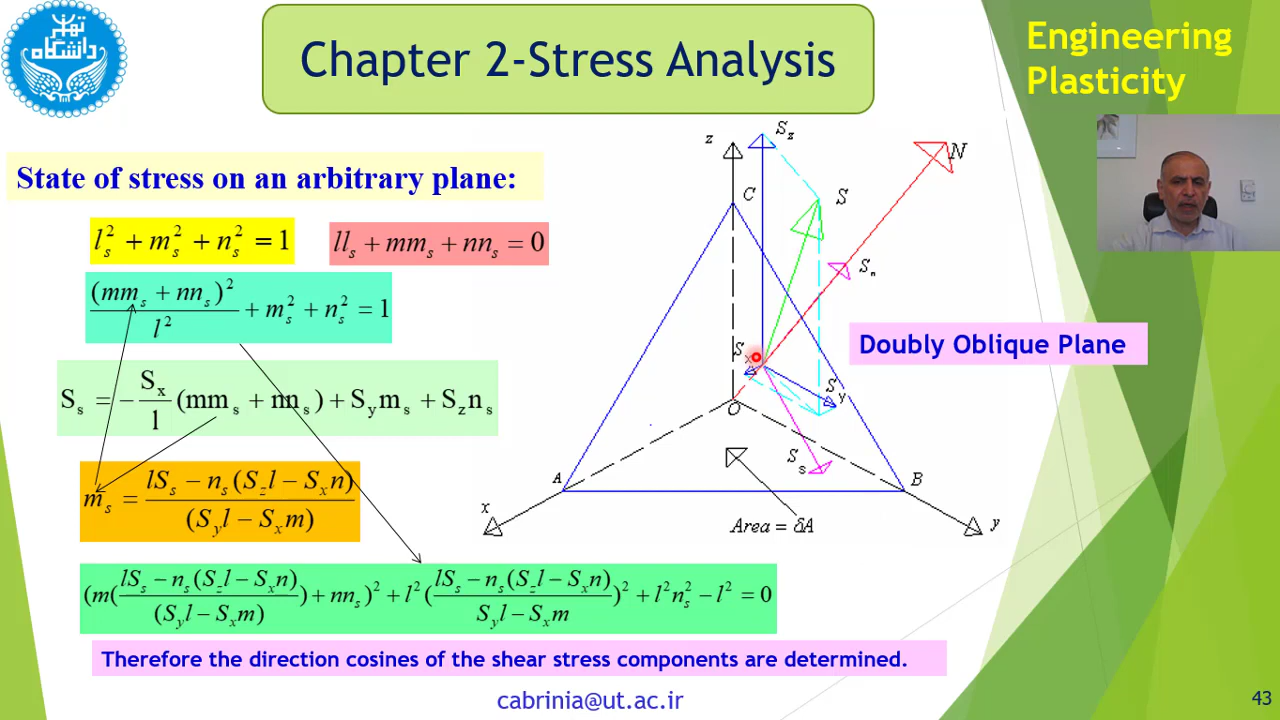 Chapter 2-Stress Analysis
Engineering
Plasticity
State of stress on an arbitrary plane:
l_s^2 + m_s^2 + n_s^2 = 1
ll_s + mm_s + nn_s = 0
(mm_s + nn_s)^2 / l^2 + m_s^2 + n_s^2 = 1
S_s = -S_x/l (mm_s + nn_s) + S_y m_s + S_z n_s
m_s = lS_s - n_s(S_z l - S_x n) / (S_y l - S_x m)
(m(lS_s - n_s(S_z l - S_x n) / (S_y l - S_x m)) + nn_s)^2 + l^2(lS_s - n_s(S_z l - S_x n) / S_y l - S_x m)^2 + l^2 n_s^2 - l^2 = 0
Therefore the direction cosines of the shear stress components are determined.
z
S_z
N
C
S
S_n
S_x
S_y
O
S_s
A
B
x
y
Area = δA
Doubly Oblique Plane
cabrinia@ut.ac.ir
43